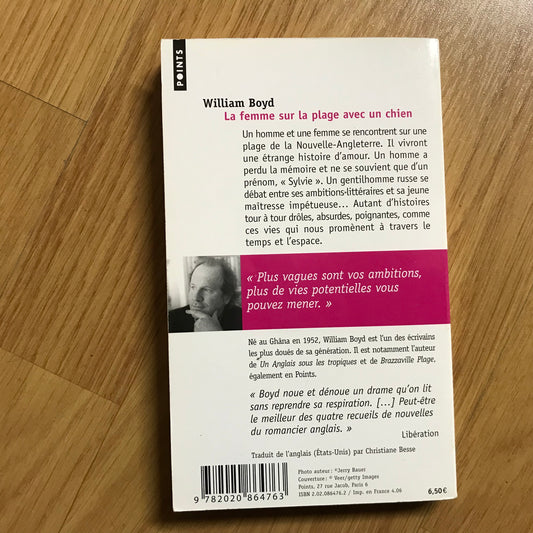 POINTS
William Boyd
La femme sur la plage avec un chien
Un homme et une femme se rencontrent sur une
plage de la Nouvelle-Angleterre. Il vivront
une étrange histoire d'amour. Un homme a
perdu la mémoire et ne se souvient que d'un
prénom, « Sylvie ». Un gentilhomme russe se
débat entre ses ambitions-littéraires et sa jeune
maîtresse impétueuse... Autant d'histoires
tour à tour drôles, absurdes, poignantes, comme
ces vies qui nous promènent à travers le
temps et l'espace.
« Plus vagues sont vos ambitions,
plus de vies potentielles vous
pouvez mener. »
Né au Ghâna en 1952, William Boyd est l'un des écrivains
les plus doués de sa génération. Il est notamment l'auteur
de Un Anglais sous les tropiques et de Brazzaville Plage,
également en Points.
« Boyd noue et dénoue un drame qu'on lit
sans reprendre sa respiration. [...] Peut-être
le meilleur des quatre recueils de nouvelles
du romancier anglais. »
Libération
Traduit de l'anglais (États-Unis) par Christiane Besse
Photo auteur : ©Jerry Bauer
Couverture : © Veer/getty Images
Points, 27 rue Jacob, Paris 6
ISBN 2.02.086476.2 / Imp. en France 4.06
6,50€
9 782020 864763